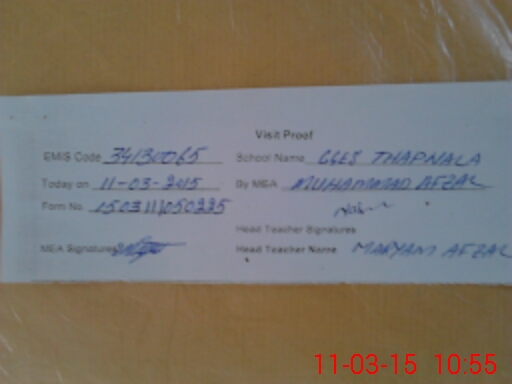 Visit Proof
EMIS Code 34130065 School Name GGES THAPNALA
Today on 11-03-2015 By MEA MUHAMMAD AFZAL
Form No. 150311050225
Head Teacher Signatures
MEA Signatures Head Teacher Name MARYAM AFZAL
11-03-15 10:55